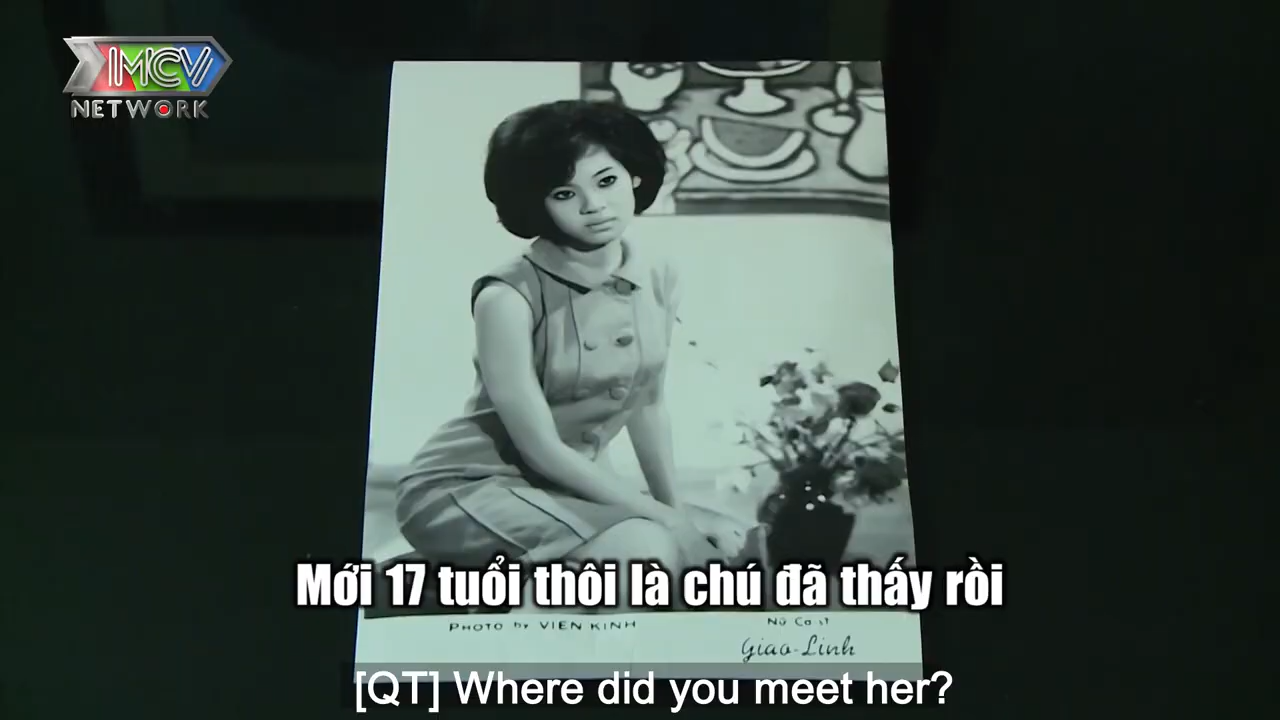 MCV
NETWORK
Mới 17 tuổi thôi là chú đã thấy rồi
PHOTO by VIEN KINH
Nữ Ca sĩ
Giao-Linh
[QT] Where did you meet her?